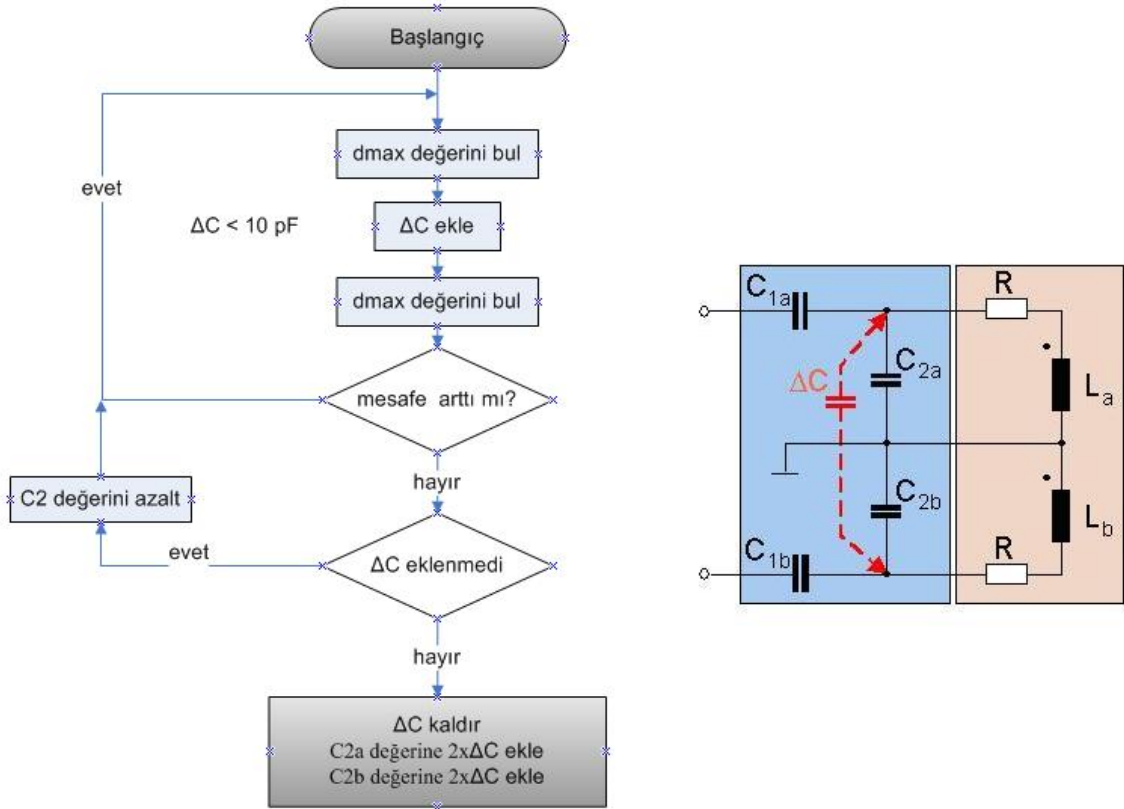 Başlangıç
dmax değerini bul
evet
ΔC < 10 pF
ΔC ekle
dmax değerini bul
mesafe arttı mı?
hayır
C2 değerini azalt
evet
ΔC eklenmedi
hayır
ΔC kaldır
C2a değerine 2xΔC ekle
C2b değerine 2xΔC ekle
C1a
R
ΔC
C2a
La
C2b
Lb
C1b
R